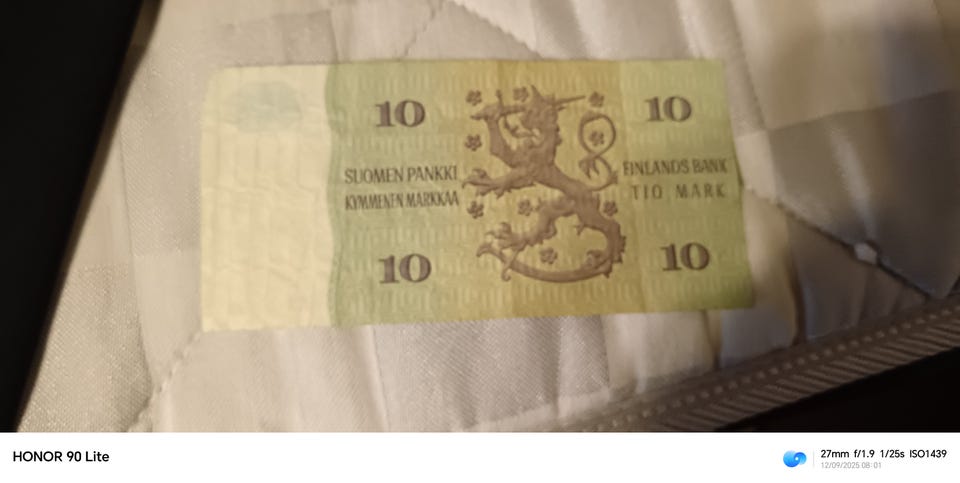 10
10
SUOMEN PANKKI
KYMMENEN MARKKAA
FINLANDS BANK
TIO MARK
10
10
HONOR 90 Lite
27mm f/1.9 1/25s ISO1439
12/09/2025 08:01